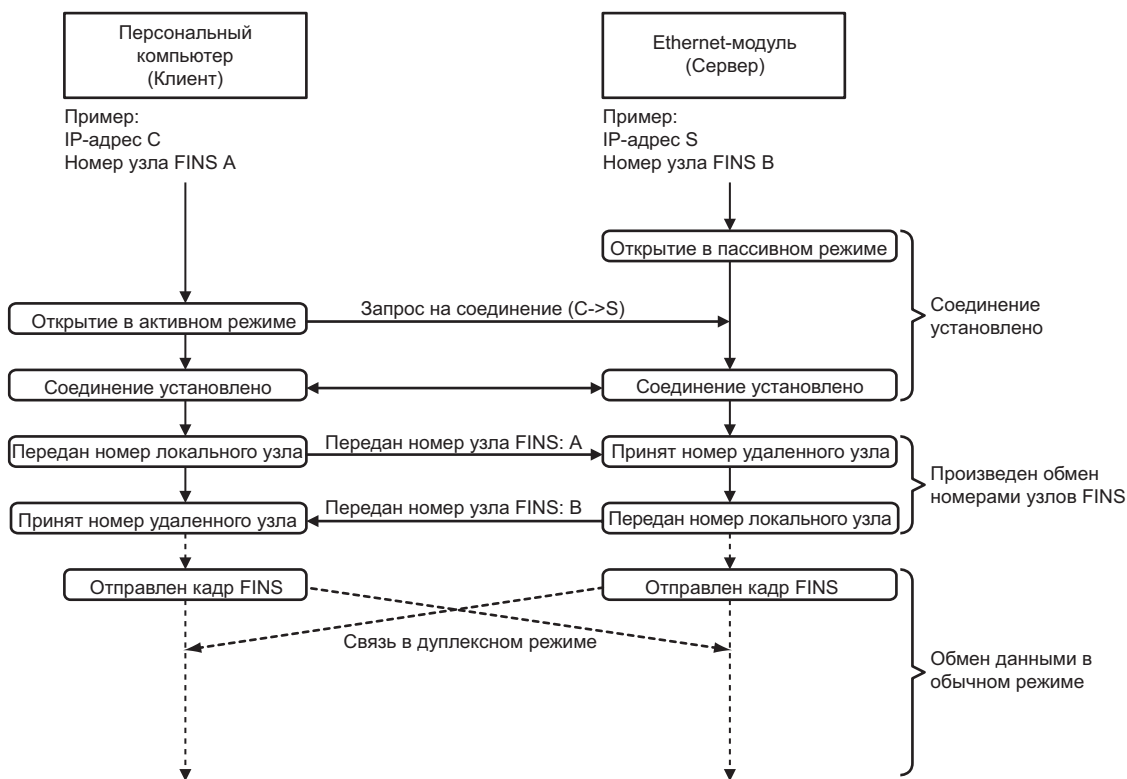 Персональный
компьютер
(Клиент)
Ethernet-модуль
(Сервер)
Пример:
IP-адрес C
Номер узла FINS A
Пример:
IP-адрес S
Номер узла FINS B
Открытие в пассивном режиме
Запрос на соединение (C->S)
Открытие в активном режиме
Соединение
установлено
Соединение установлено
Соединение установлено
Передан номер локального узла
Передан номер узла FINS: A
Принят номер удаленного узла
Произведен обмен
номерами узлов FINS
Принят номер удаленного узла
Передан номер узла FINS: B
Передан номер локального узла
Отправлен кадр FINS
Отправлен кадр FINS
Связь в дуплексном режиме
Обмен данными в
обычном режиме